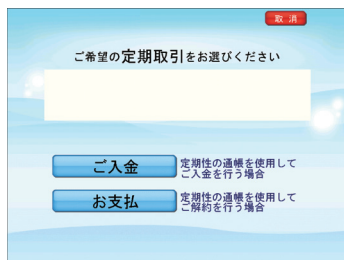 取消
ご希望の定期取引をお選びください
ご入金
定期性の通帳を使用して
ご入金を行う場合
お支払
定期性の通帳を使用して
ご解約を行う場合